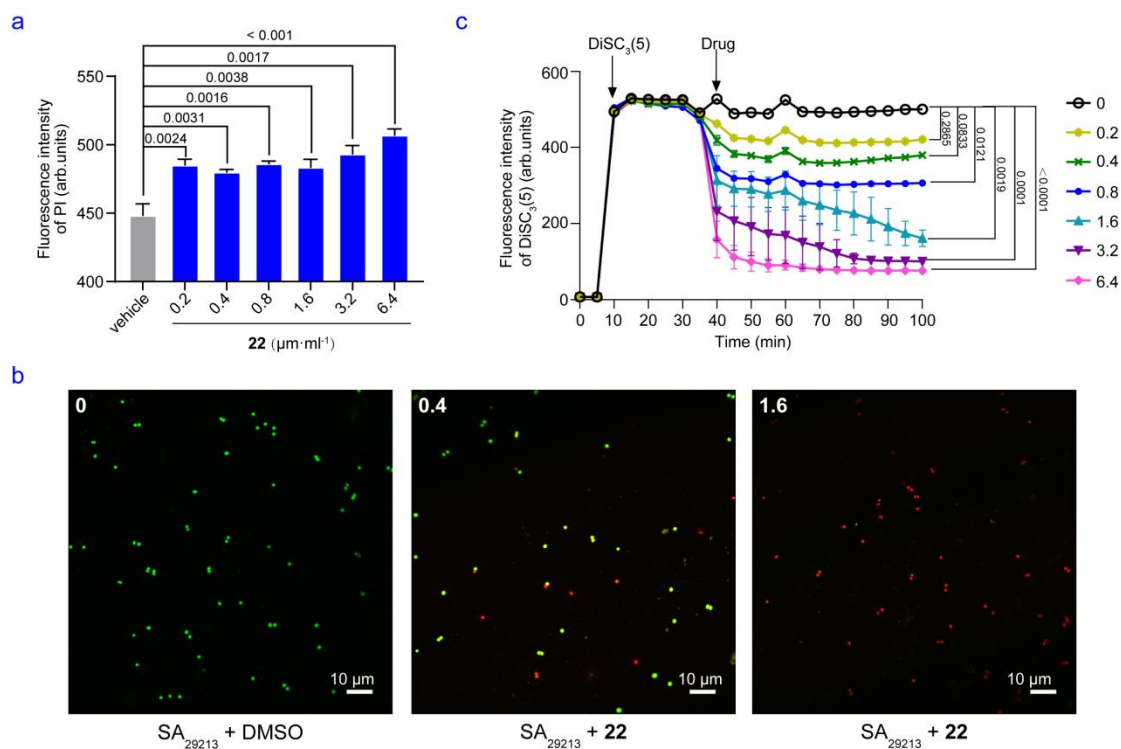 a
< 0.001
0.0017
0.0038
0.0016
0.0031
0.0024
Fluorescence intensity
of PI (arb.units)
550
500
450
400
vehicle
0.2
0.4
0.8
1.6
3.2
6.4
22 (μm·ml⁻¹)
c
DiSC₃(5)
Drug
Fluorescence intensity
of DiSC₃(5) (arb.units)
600
400
200
0
0 10 20 30 40 50 60 70 80 90 100
Time (min)
0.2865
0.0833
0.0121
0.0019
0.0001
<0.0001
0
0.2
0.4
0.8
1.6
3.2
6.4
b
0
10 μm
SA₂₉₂₁₃ + DMSO
0.4
10 μm
SA₂₉₂₁₃ + 22
1.6
10 μm
SA₂₉₂₁₃ + 22